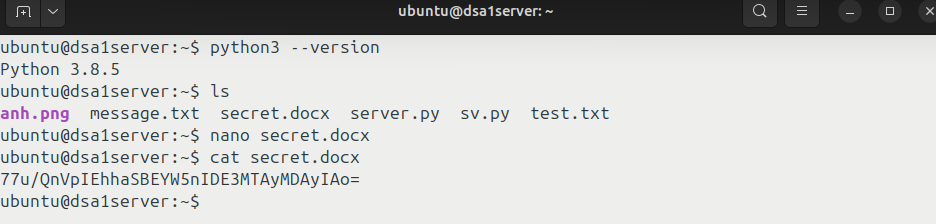 ubuntu@dsa1server: ~
ubuntu@dsa1server:~$ python3 --version
Python 3.8.5
ubuntu@dsa1server:~$ ls
anh.png message.txt secret.docx server.py sv.py test.txt
ubuntu@dsa1server:~$ nano secret.docx
ubuntu@dsa1server:~$ cat secret.docx
77u/QnVpIEhhaSBEYW5nIDE3MTAyMDAyIAo=
ubuntu@dsa1server:~$